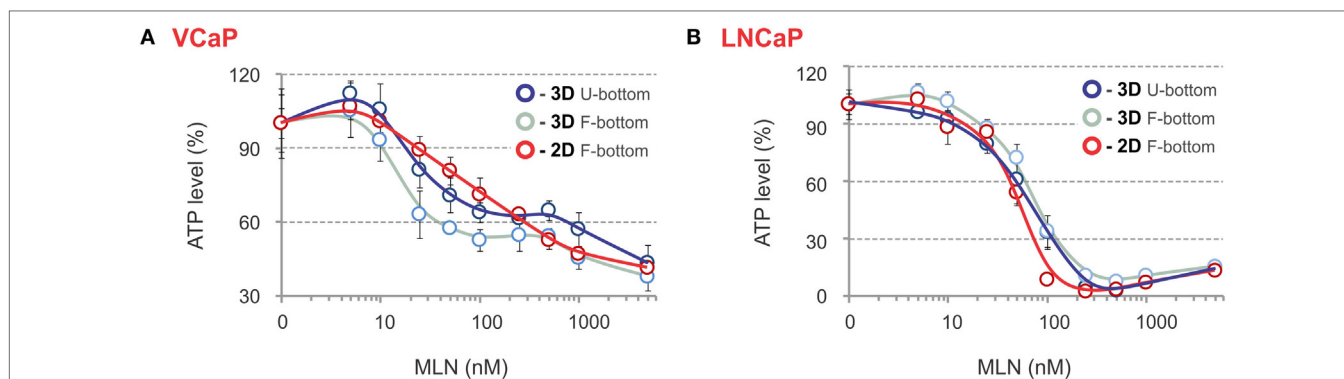 A VCaP
120
90
60
30
ATP level (%)
- 3D U-bottom
- 3D F-bottom
- 2D F-bottom
0 10 100 1000
MLN (nM)
B LNCaP
120
90
60
30
0
ATP level (%)
- 3D U-bottom
- 3D F-bottom
- 2D F-bottom
0 10 100 1000
MLN (nM)